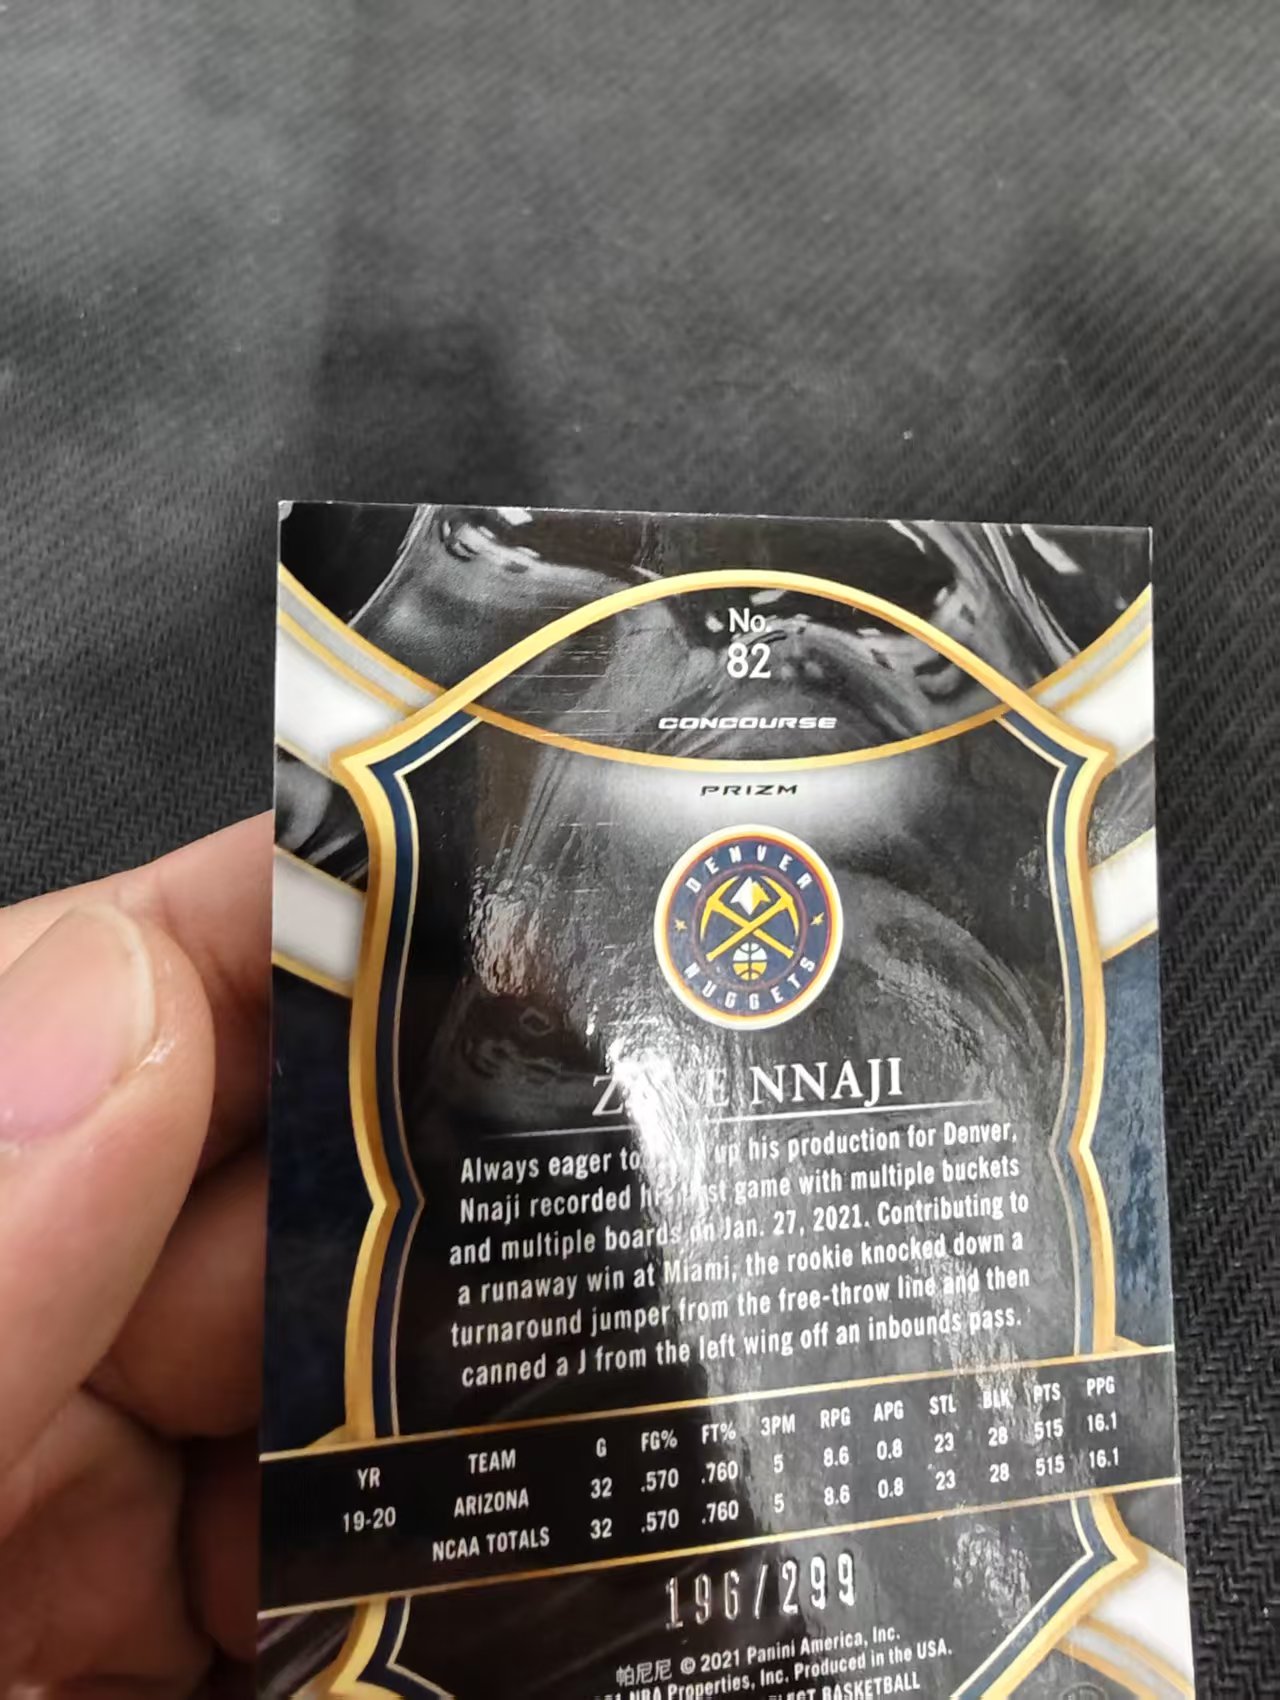 No.
82
CONCOURSE
PRIZM
DENVER
NUGGETS
NNAJI
Always eager to up his production for Denver,
Nnaji recorded his first game with multiple buckets
and multiple boards on Jan. 27, 2021. Contributing to
a runaway win at Miami, the rookie knocked down a
turnaround jumper from the free-throw line and then
canned a J from the left wing off an inbounds pass.
YR TEAM G FG% FT% 3PM RPG APG STL BLK PTS PPG
19-20 ARIZONA 32 .570 .760 5 8.6 0.8 23 28 515 16.1
NCAA TOTALS 32 .570 .760 5 8.6 0.8 23 28 515 16.1
196/299
帕尼尼 © 2021 Panini America, Inc.
NBA Properties, Inc. Produced in the USA.
BASKETBALL